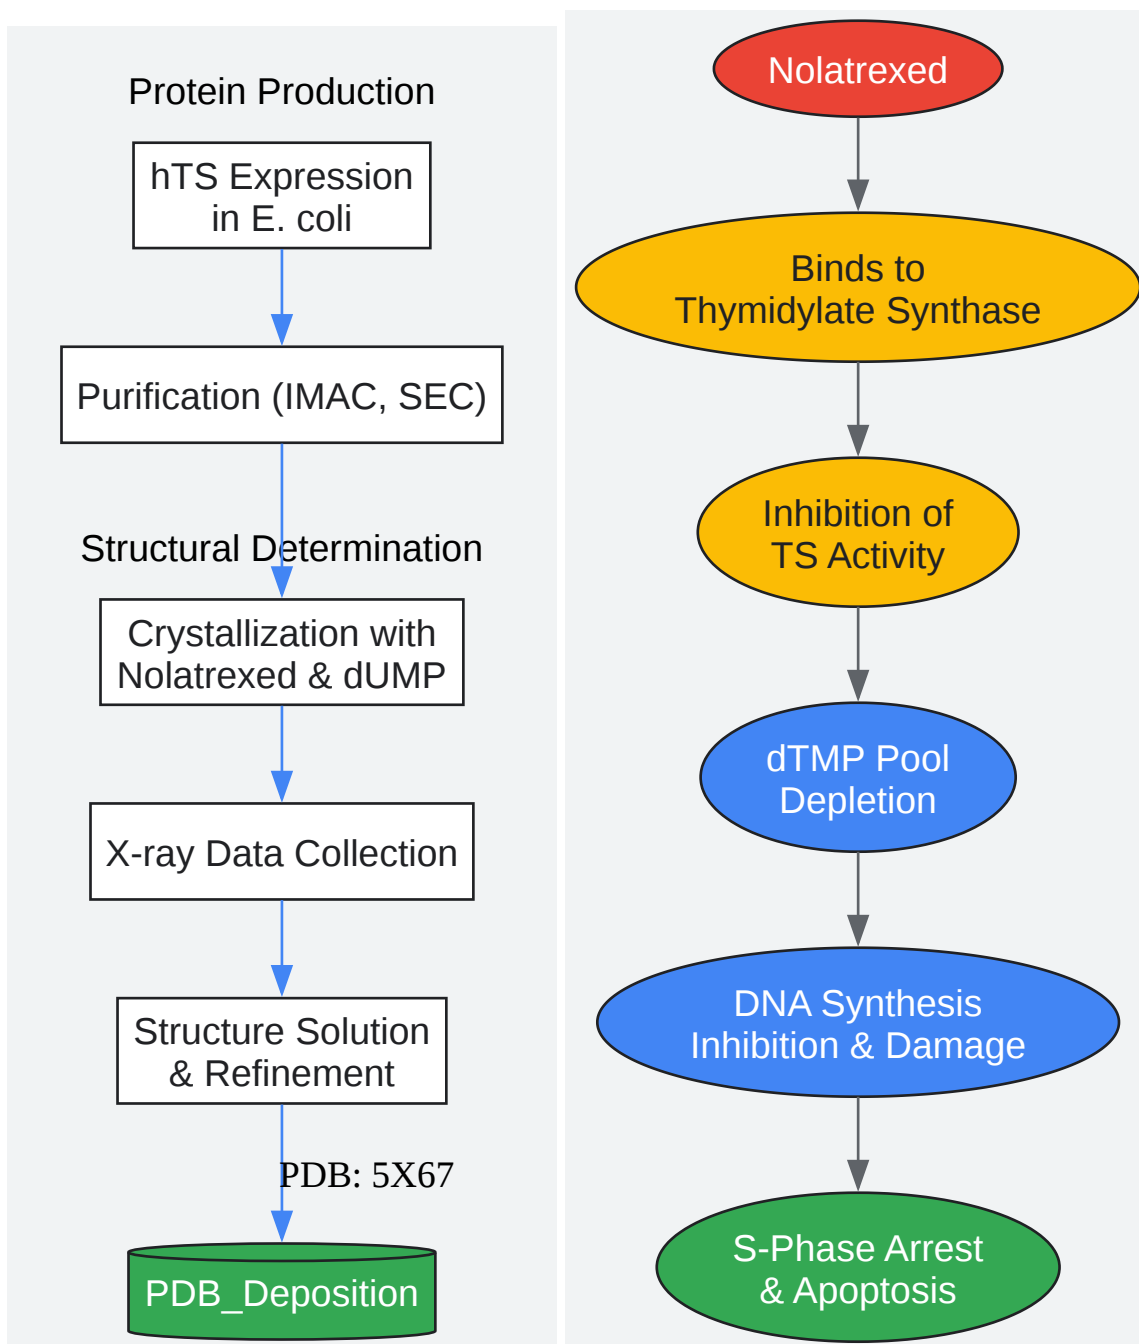 Protein Production
hTS Expression
in E. coli
Purification (IMAC, SEC)
Structural Determination
Crystallization with
Nolatrexed & dUMP
X-ray Data Collection
Structure Solution
& Refinement
PDB: 5X67
PDB_Deposition
Nolatrexed
Binds to
Thymidylate Synthase
Inhibition of
TS Activity
dTMP Pool
Depletion
DNA Synthesis
Inhibition & Damage
S-Phase Arrest
& Apoptosis